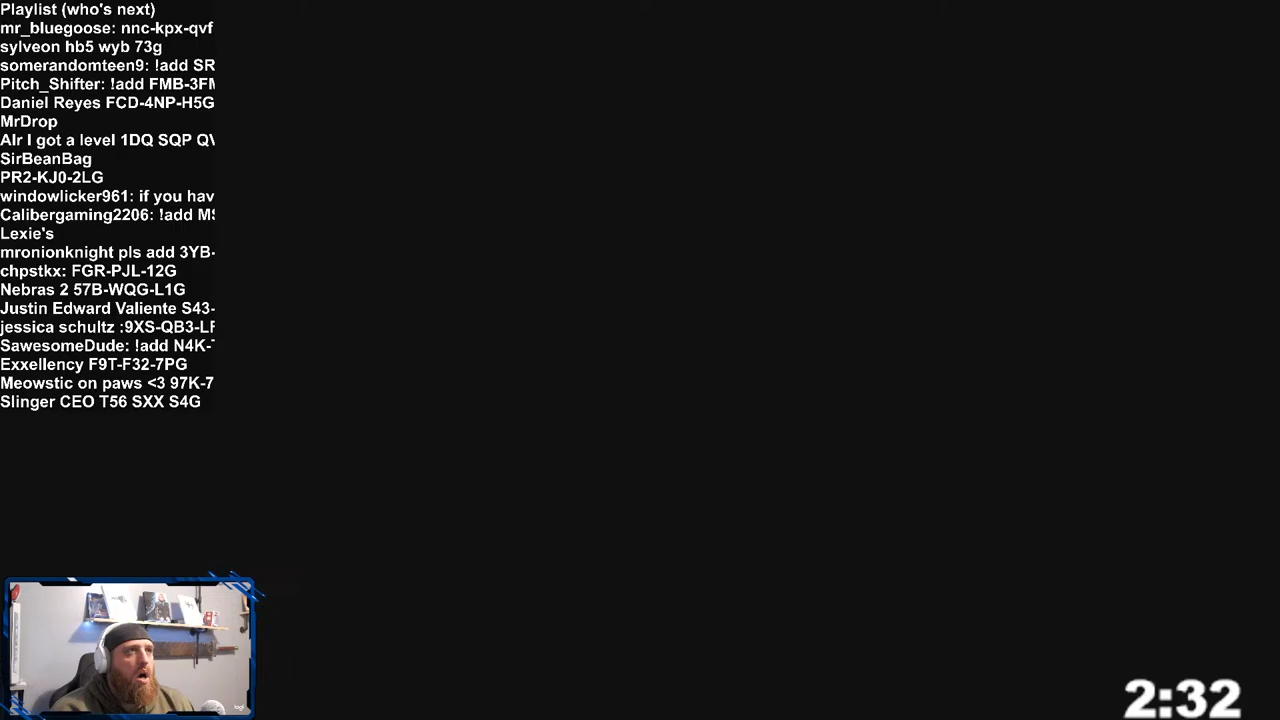 Playlist (who's next)
mr_bluegoose: nnc-kpx-qvf
sylveon hb5 wyb 73g
somerandomteen9: !add SR
Pitch_Shifter: !add FMB-3FM
Daniel Reyes FCD-4NP-H5G
MrDrop
Alr I got a level 1DQ SQP QV
SirBeanBag
PR2-KJ0-2LG
windowlicker961: if you hav
Calibergaming2206: !add MS
Lexie's
mronionknight pls add 3YB-
chpstkx: FGR-PJL-12G
Nebras 2 57B-WQG-L1G
Justin Edward Valiente S43-
jessica schultz :9XS-QB3-LF
SawesomeDude: !add N4K-
Exxellency F9T-F32-7PG
Meowstic on paws <3 97K-7
Slinger CEO T56 SXX S4G
2:32